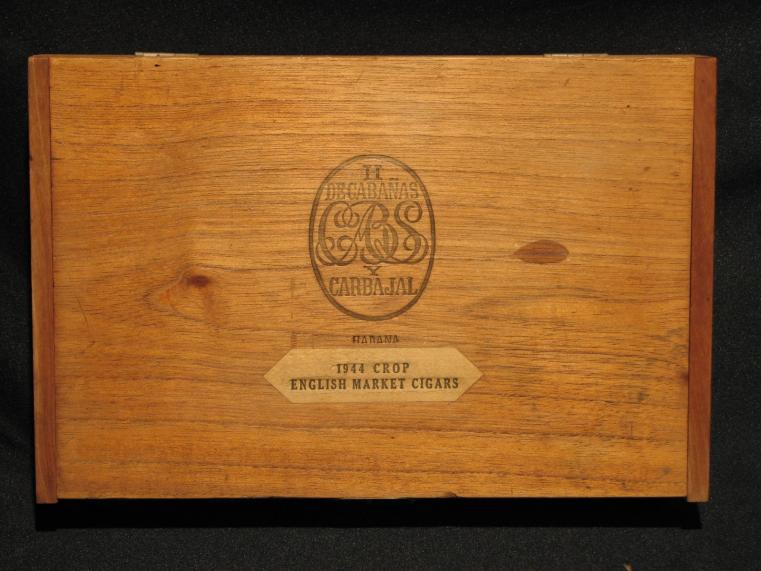 H
DE CABAÑAS
Y
CARBAJAL
HABANA
1944 CROP
ENGLISH MARKET CIGARS